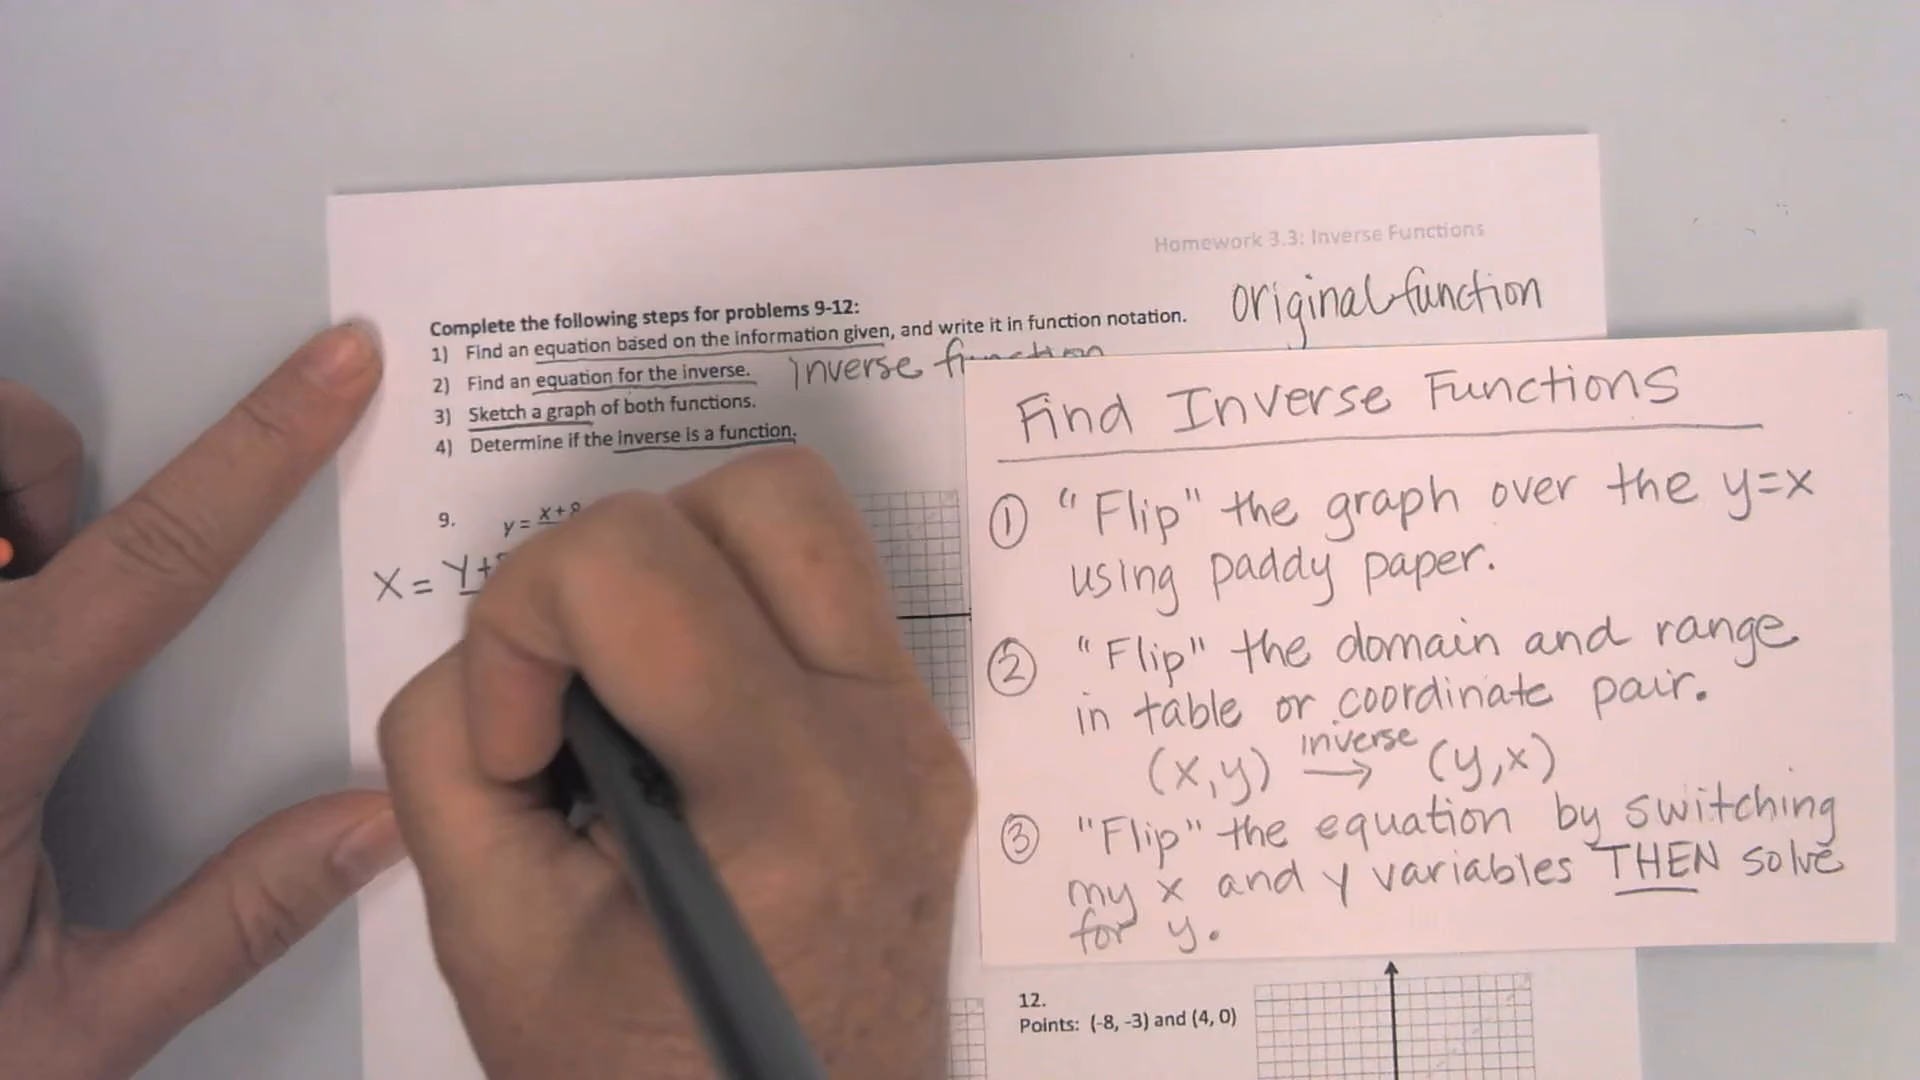 Homework 3.3: Inverse Functions
original function
Complete the following steps for problems 9-12:
1) Find an equation based on the information given, and write it in function notation.
2) Find an equation for the inverse. inverse
3) Sketch a graph of both functions.
4) Determine if the inverse is a function.
9. y = x+8
X = Y+
Find Inverse Functions
① "Flip" the graph over the y=x
using paddy paper.
② "Flip" the domain and range
in table or coordinate pair.
(x,y) inverse → (y,x)
③ "Flip" the equation by switching
my x and y variables THEN solve
for y.
12.
Points: (-8, -3) and (4, 0)